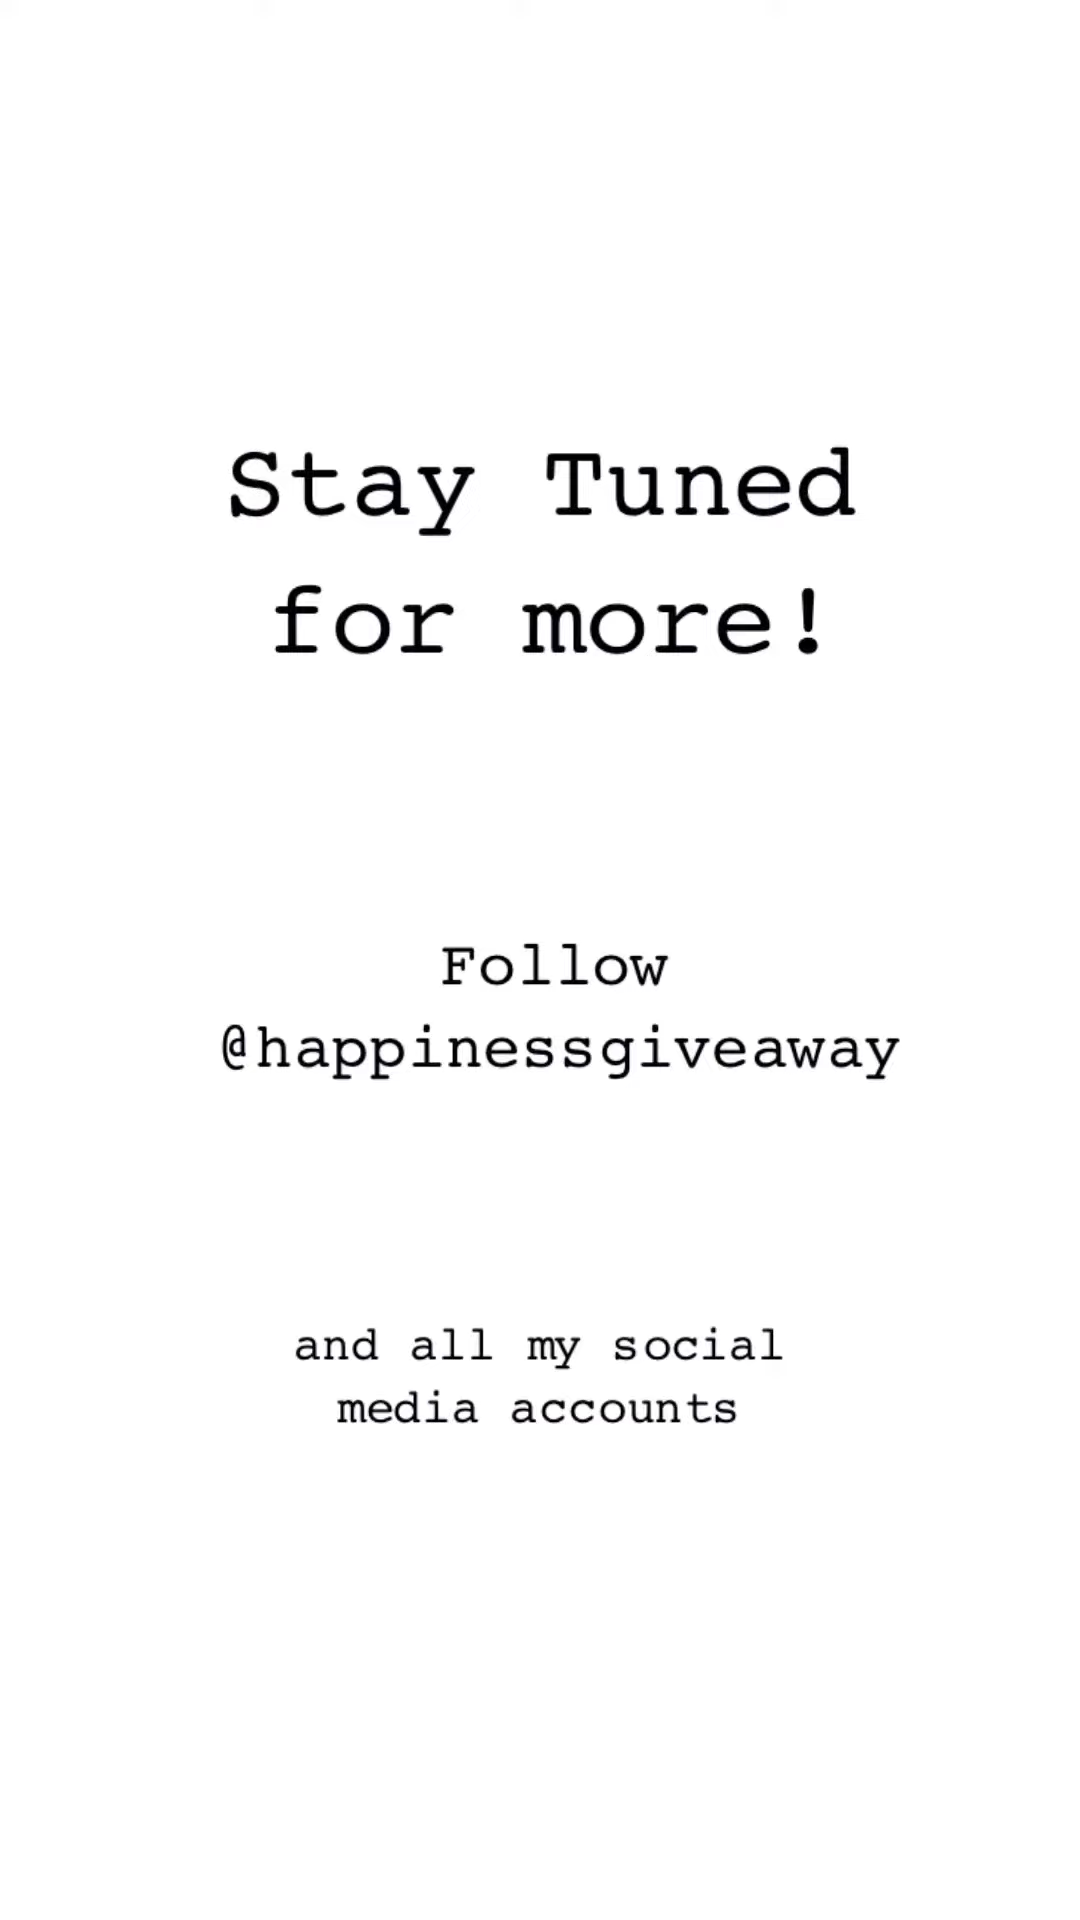 Stay Tuned
for more!
Follow
@happinessgiveaway
and all my social
media accounts